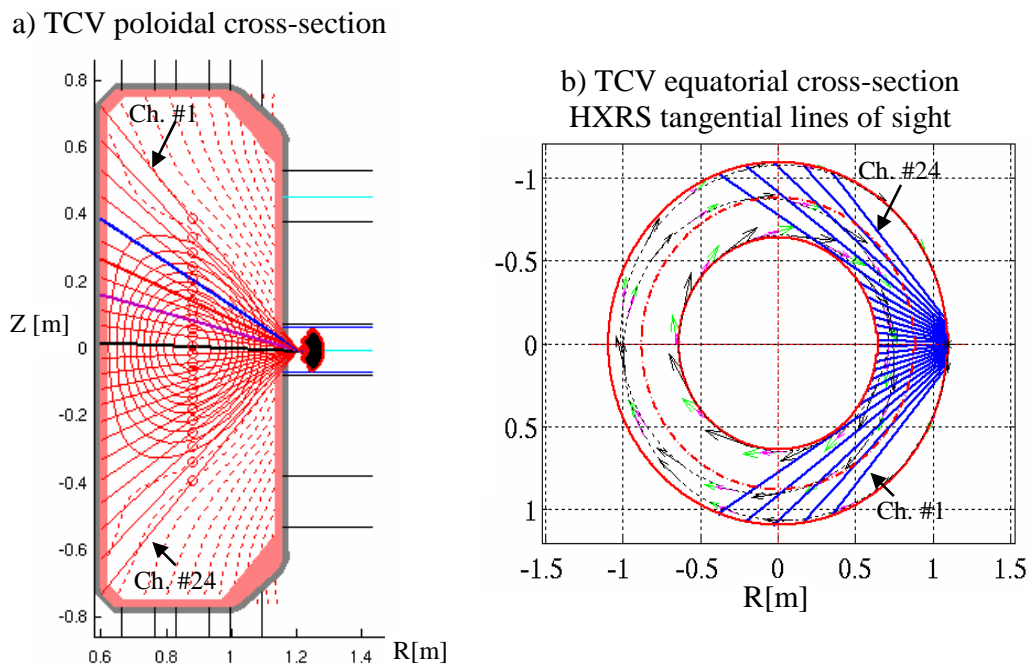 a) TCV poloidal cross-section
0.8
0.6
0.4
0.2
0
-0.2
-0.4
-0.6
-0.8
Z [m]
Ch. #1
Ch. #24
0.6
0.8
1.0
1.2
1.4
R[m]
b) TCV equatorial cross-section
HXRS tangential lines of sight
-1
-0.5
0
0.5
1
Ch. #24
Ch. #1
-1.5
-1
-0.5
0
0.5
1
1.5
R[m]